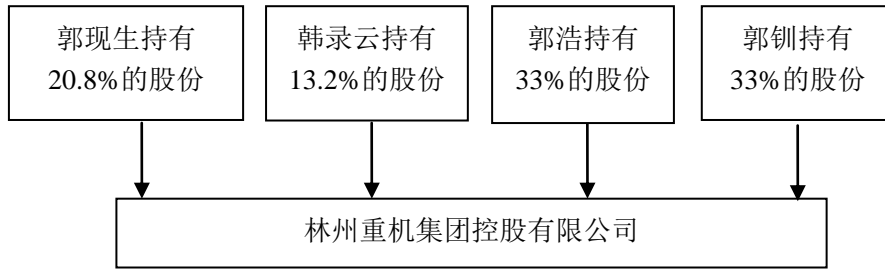 郭现生持有
20.8%的股份
韩录云持有
13.2%的股份
郭浩持有
33%的股份
郭钏持有
33%的股份
林州重机集团控股有限公司